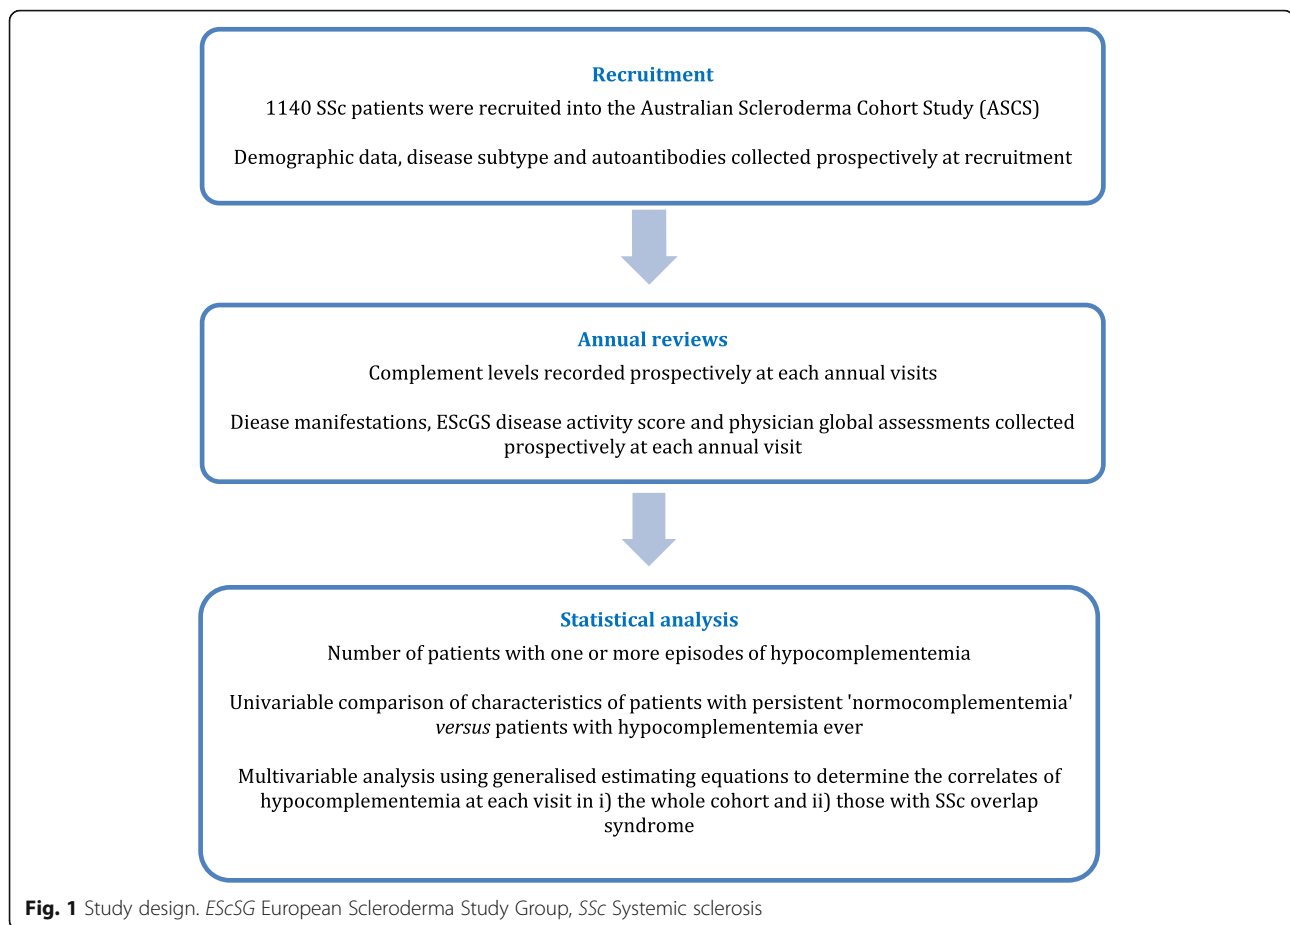 Recruitment
1140 SSc patients were recruited into the Australian Scleroderma Cohort Study (ASCS)
Demographic data, disease subtype and autoantibodies collected prospectively at recruitment
Annual reviews
Complement levels recorded prospectively at each annual visits
Diease manifestations, EScGS disease activity score and physician global assessments collected
prospectively at each annual visit
Statistical analysis
Number of patients with one or more episodes of hypocomplementemia
Univariable comparison of characteristics of patients with persistent 'normocomplementemia'
versus patients with hypocomplementemia ever
Multivariable analysis using generalised estimating equations to determine the correlates of
hypocomplementemia at each visit in i) the whole cohort and ii) those with SSc overlap
syndrome
Fig. 1 Study design. EScSG European Scleroderma Study Group, SSc Systemic sclerosis